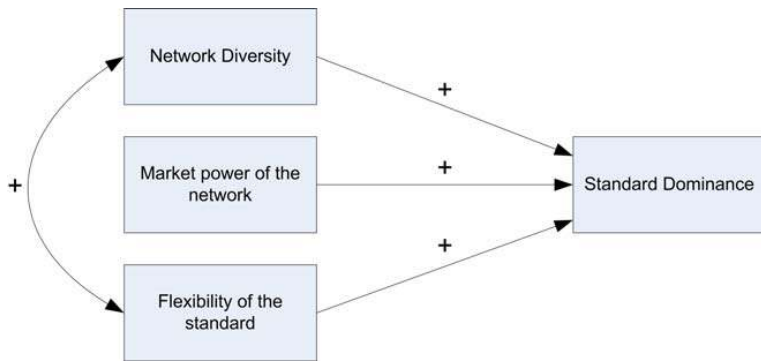 Network Diversity
+
Market power of the
network
+
Standard Dominance
+
Flexibility of the
standard
+